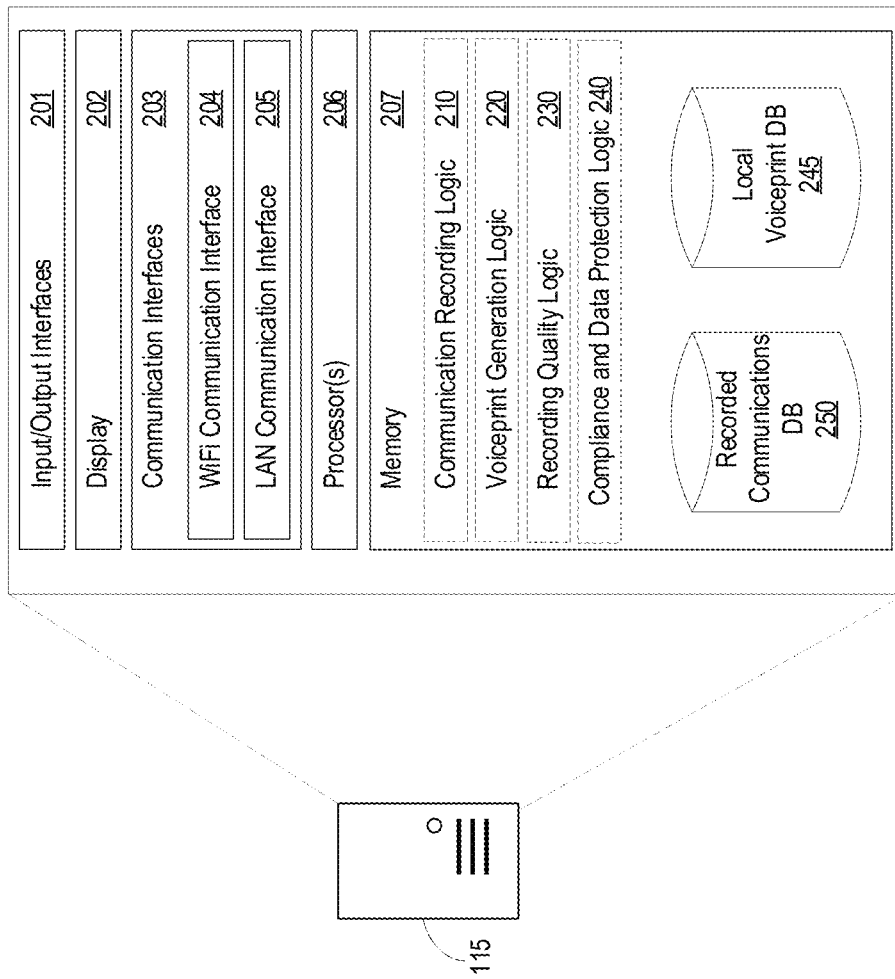 Input/Output Interfaces 201
Display 202
Communication Interfaces 203
WiFi Communication Interface 204
LAN Communication Interface 205
Processor(s) 206
Memory 207
Communication Recording Logic 210
Voiceprint Generation Logic 220
Recording Quality Logic 230
Compliance and Data Protection Logic 240
Recorded
Communications
DB
250
Local
Voiceprint DB
245
115